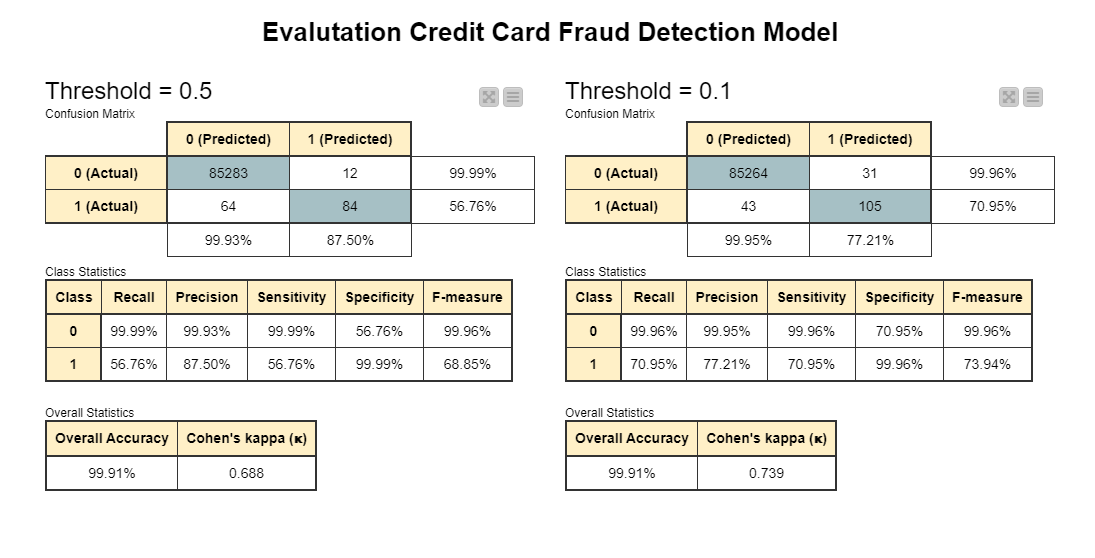 Evalutation Credit Card Fraud Detection Model
Threshold = 0.5
Confusion Matrix
0 (Predicted) 1 (Predicted)
0 (Actual) 85283 12 99.99%
1 (Actual) 64 84 56.76%
99.93% 87.50%
Class Statistics
Class Recall Precision Sensitivity Specificity F-measure
0 99.99% 99.93% 99.99% 56.76% 99.96%
1 56.76% 87.50% 56.76% 99.99% 68.85%
Overall Statistics
Overall Accuracy Cohen's kappa (κ)
99.91% 0.688
Threshold = 0.1
Confusion Matrix
0 (Predicted) 1 (Predicted)
0 (Actual) 85264 31 99.96%
1 (Actual) 43 105 70.95%
99.95% 77.21%
Class Statistics
Class Recall Precision Sensitivity Specificity F-measure
0 99.96% 99.95% 99.96% 70.95% 99.96%
1 70.95% 77.21% 70.95% 99.96% 73.94%
Overall Statistics
Overall Accuracy Cohen's kappa (κ)
99.91% 0.739